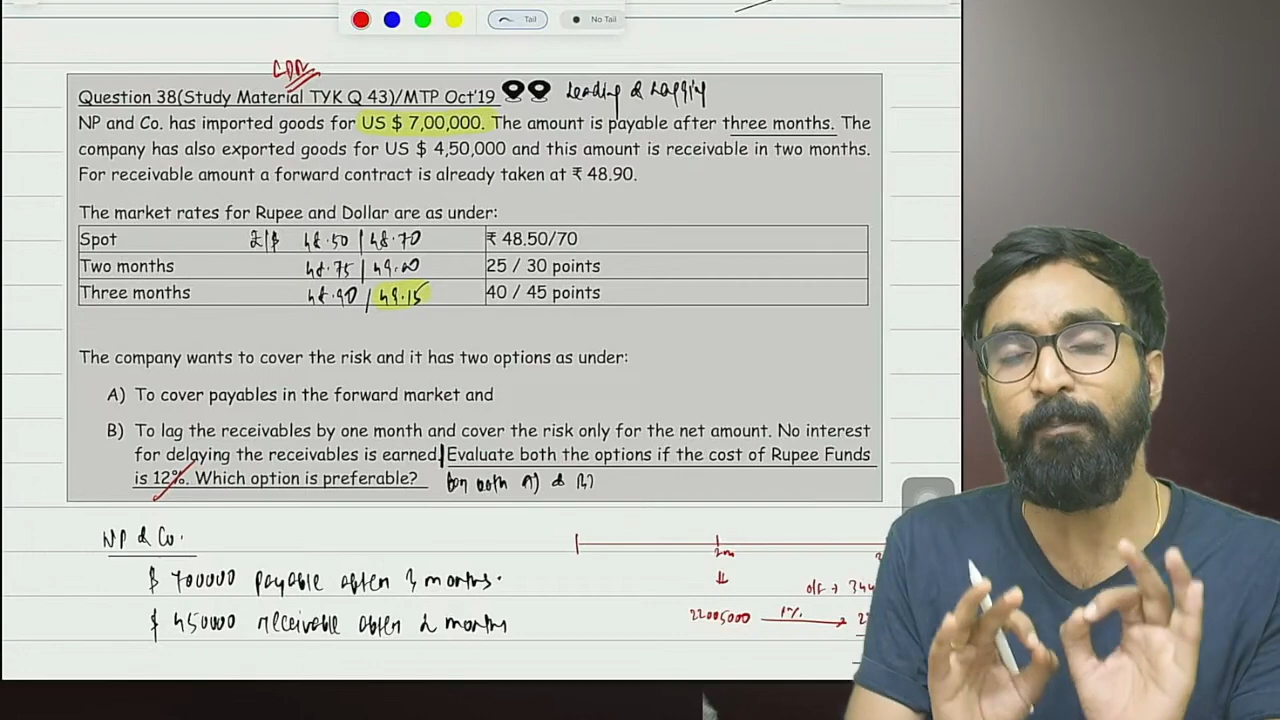 Tail
No Tail
Question 38(Study Material TYK Q 43)/MTP Oct'19 Leading & Lagging
NP and Co. has imported goods for US $ 7,00,000. The amount is payable after three months. The
company has also exported goods for US $ 4,50,000 and this amount is receivable in two months.
For receivable amount a forward contract is already taken at ₹ 48.90.
The market rates for Rupee and Dollar are as under:
Spot ₹/$ 48.50 / 48.70 ₹ 48.50/70
Two months 48.75 / 49.00 25 / 30 points
Three months 48.90 / 49.15 40 / 45 points
The company wants to cover the risk and it has two options as under:
A) To cover payables in the forward market and
B) To lag the receivables by one month and cover the risk only for the net amount. No interest
for delaying the receivables is earned. Evaluate both the options if the cost of Rupee Funds
is 12%. Which option is preferable? for both A) & B)
NP & Co.
$ 700000 payable after 3 months.
$ 450000 receivable after 2 months
2m
o/f → 344
22005000 1%